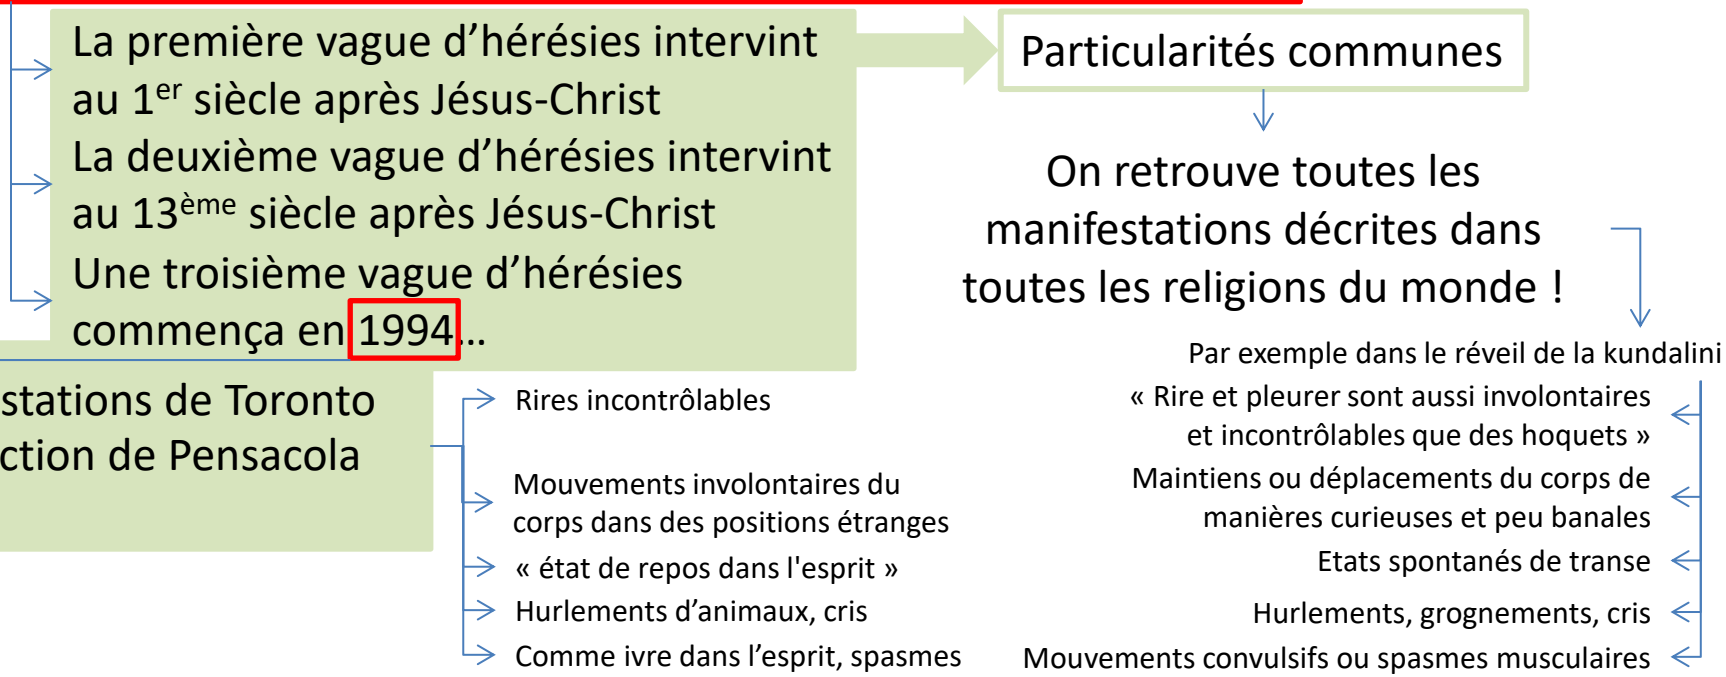 La première vague d’hérésies intervint
au 1er siècle après Jésus-Christ
La deuxième vague d’hérésies intervint
au 13ème siècle après Jésus-Christ
Une troisième vague d’hérésies
commença en 1994...
Particularités communes
On retrouve toutes les
manifestations décrites dans
toutes les religions du monde !
stations de Toronto
ction de Pensacola
Rires incontrôlables
Mouvements involontaires du
corps dans des positions étranges
« état de repos dans l'esprit »
Hurlements d’animaux, cris
Comme ivre dans l’esprit, spasmes
Par exemple dans le réveil de la kundalini
« Rire et pleurer sont aussi involontaires
et incontrôlables que des hoquets »
Maintiens ou déplacements du corps de
manières curieuses et peu banales
Etats spontanés de transe
Hurlements, grognements, cris
Mouvements convulsifs ou spasmes musculaires